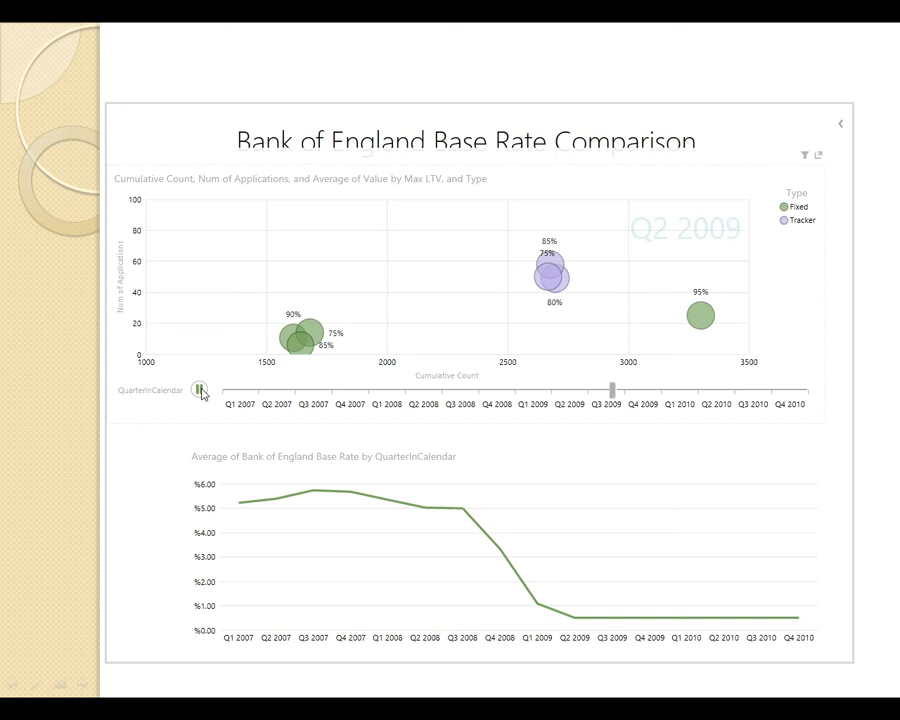 Bank of England Base Rate Comparison
Cumulative Count, Num of Applications, and Average of Value by Max LTV, and Type
Type
Fixed
Tracker
Q2 2009
Num of Applications
100
80
60
40
20
0
85%
75%
80%
95%
90%
75%
85%
1000 1500 2000 2500 3000 3500
Cumulative Count
QuarterInCalendar
Q1 2007 Q2 2007 Q3 2007 Q4 2007 Q1 2008 Q2 2008 Q3 2008 Q4 2008 Q1 2009 Q2 2009 Q3 2009 Q4 2009 Q1 2010 Q2 2010 Q3 2010 Q4 2010
Average of Bank of England Base Rate by QuarterInCalendar
%6.00
%5.00
%4.00
%3.00
%2.00
%1.00
%0.00
Q1 2007 Q2 2007 Q3 2007 Q4 2007 Q1 2008 Q2 2008 Q3 2008 Q4 2008 Q1 2009 Q2 2009 Q3 2009 Q4 2009 Q1 2010 Q2 2010 Q3 2010 Q4 2010